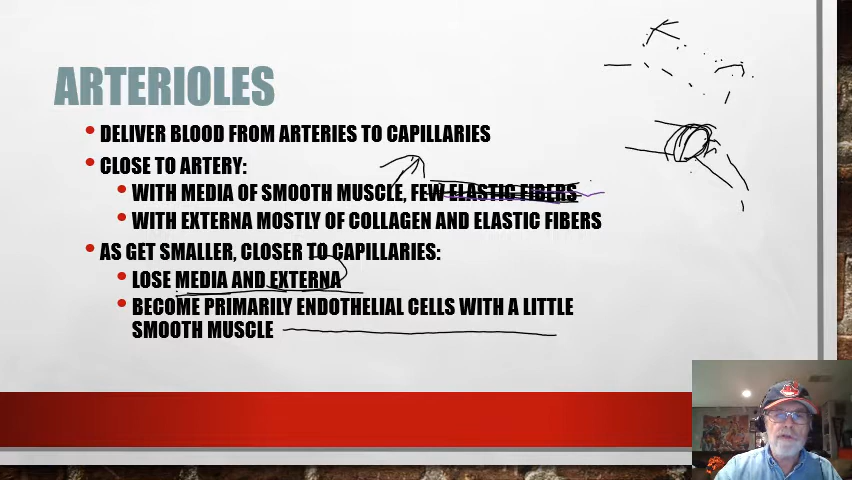 ARTERIOLES
DELIVER BLOOD FROM ARTERIES TO CAPILLARIES
CLOSE TO ARTERY:
WITH MEDIA OF SMOOTH MUSCLE, FEW ELASTIC FIBERS
WITH EXTERNA MOSTLY OF COLLAGEN AND ELASTIC FIBERS
AS GET SMALLER, CLOSER TO CAPILLARIES:
LOSE MEDIA AND EXTERNA
BECOME PRIMARILY ENDOTHELIAL CELLS WITH A LITTLE
SMOOTH MUSCLE